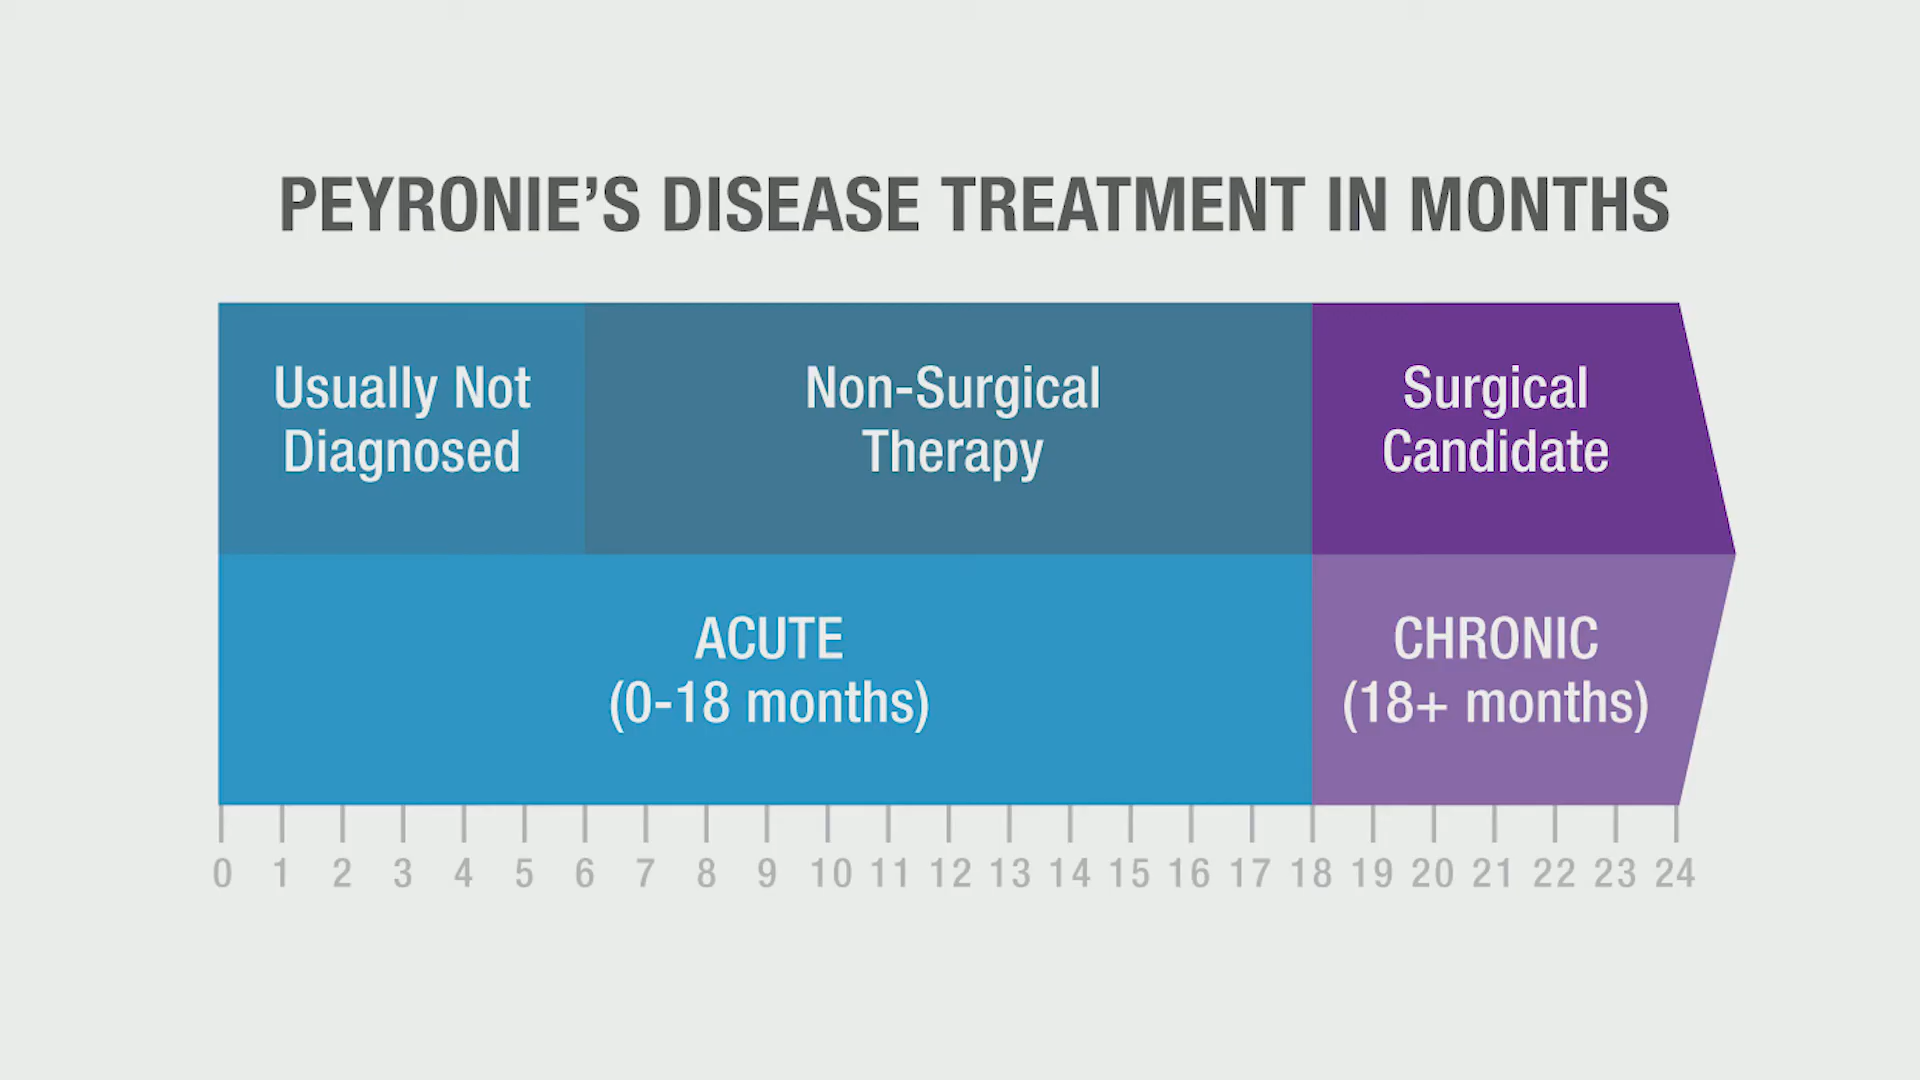 PEYRONIE’S DISEASE TREATMENT IN MONTHS
Usually Not
Diagnosed
Non-Surgical
Therapy
Surgical
Candidate
ACUTE
(0-18 months)
CHRONIC
(18+ months)
0 1 2 3 4 5 6 7 8 9 10 11 12 13 14 15 16 17 18 19 20 21 22 23 24